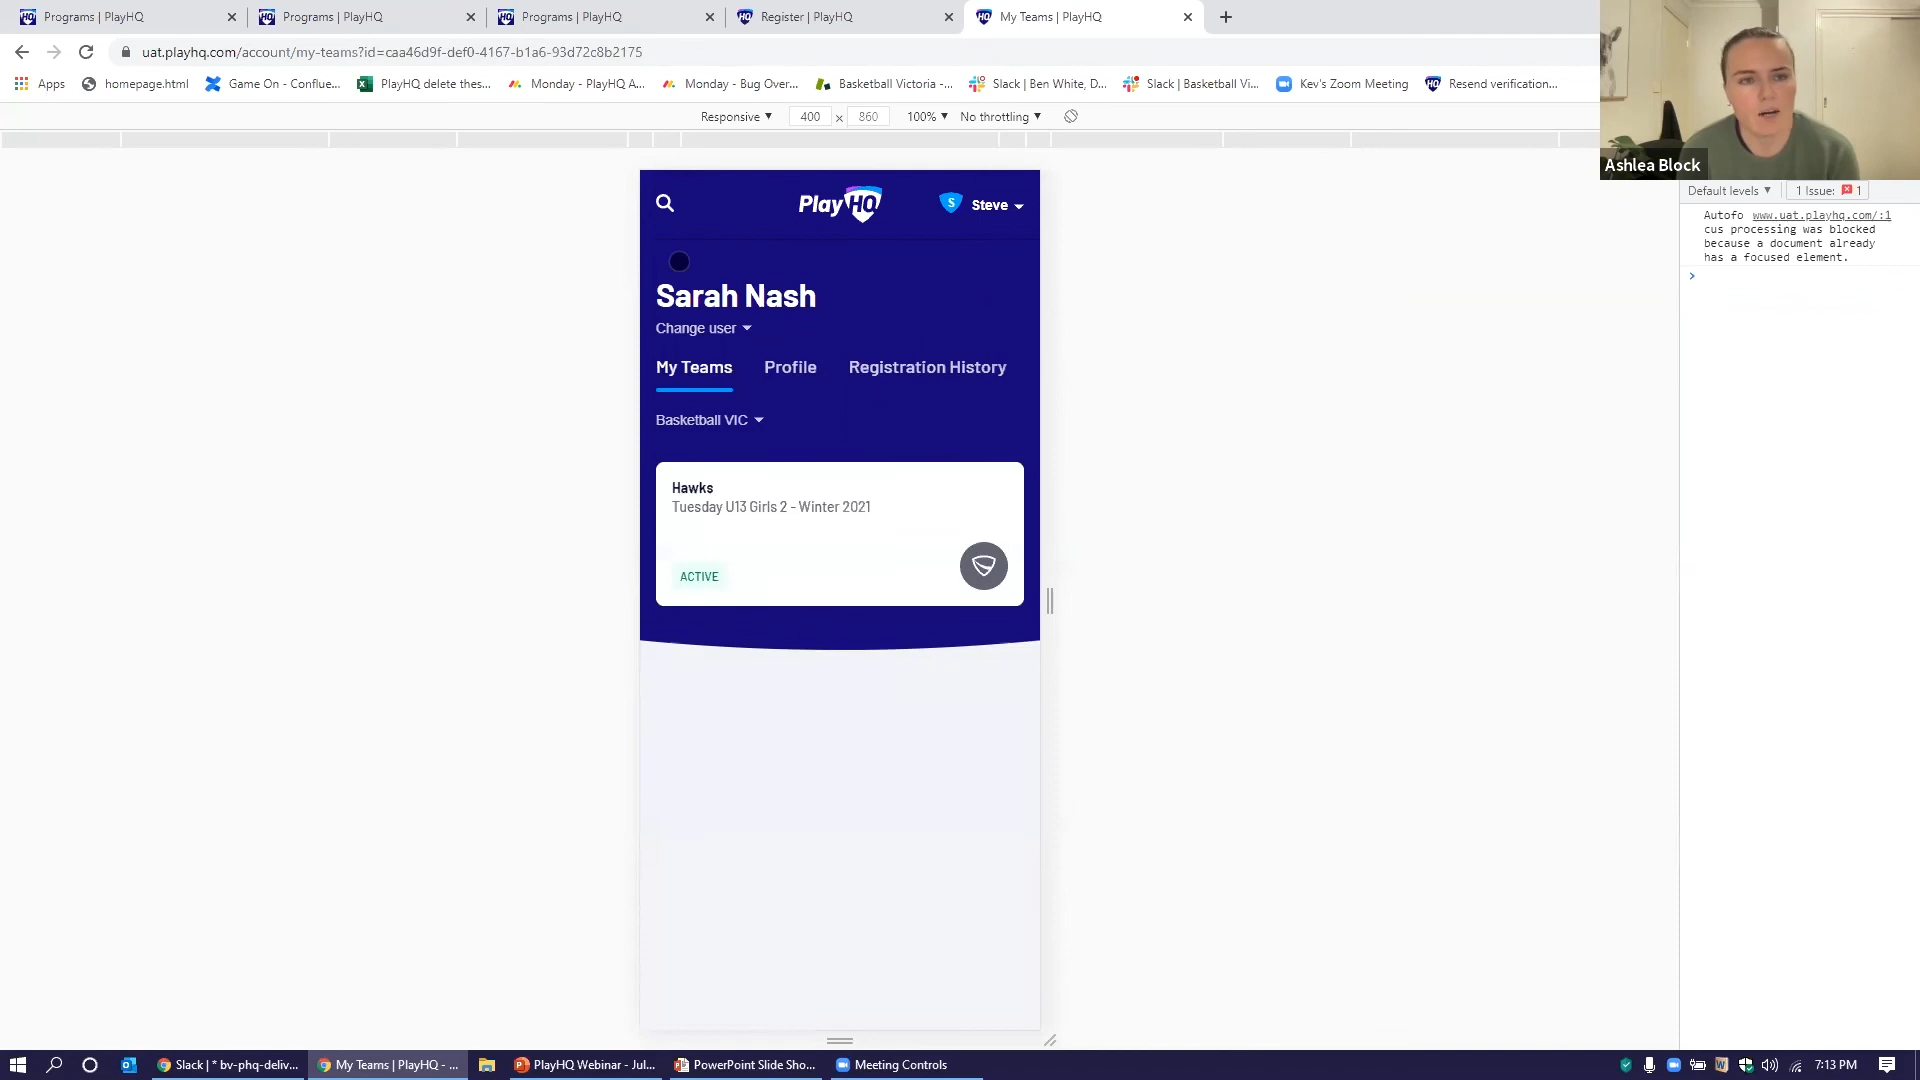 Programs | PlayHQ
Programs | PlayHQ
Programs | PlayHQ
Register | PlayHQ
My Teams | PlayHQ
uat.playhq.com/account/my-teams?id=caa46d9f-def0-4167-b1a6-93d72c8b2175
Apps
homepage.html
Game On - Conflue...
PlayHQ delete thes...
Monday - PlayHQ A...
Monday - Bug Over...
Basketball Victoria -...
Slack | Ben White, D...
Slack | Basketball Vi...
Kev's Zoom Meeting
Resend verification...
Responsive
400 x 860
100%
No throttling
Ashlea Block
Default levels
1 Issue: 1
Autofo www.uat.playhq.com/:1
cus processing was blocked
because a document already
has a focused element.
PlayHQ
S Steve
Sarah Nash
Change user
My Teams
Profile
Registration History
Basketball VIC
Hawks
Tuesday U13 Girls 2 - Winter 2021
ACTIVE
Slack | * bv-phq-deliv...
My Teams | PlayHQ - ...
PlayHQ Webinar - Jul...
PowerPoint Slide Sho...
Meeting Controls
7:13 PM